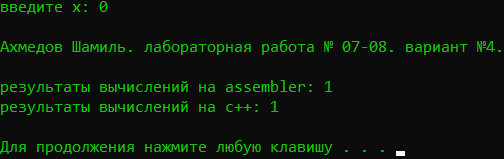 введите x: 0
Ахмедов Шамиль. лабораторная работа № 07-08. вариант №4.
результаты вычислений на assembler: 1
результаты вычислений на c++: 1
Для продолжения нажмите любую клавишу . . .